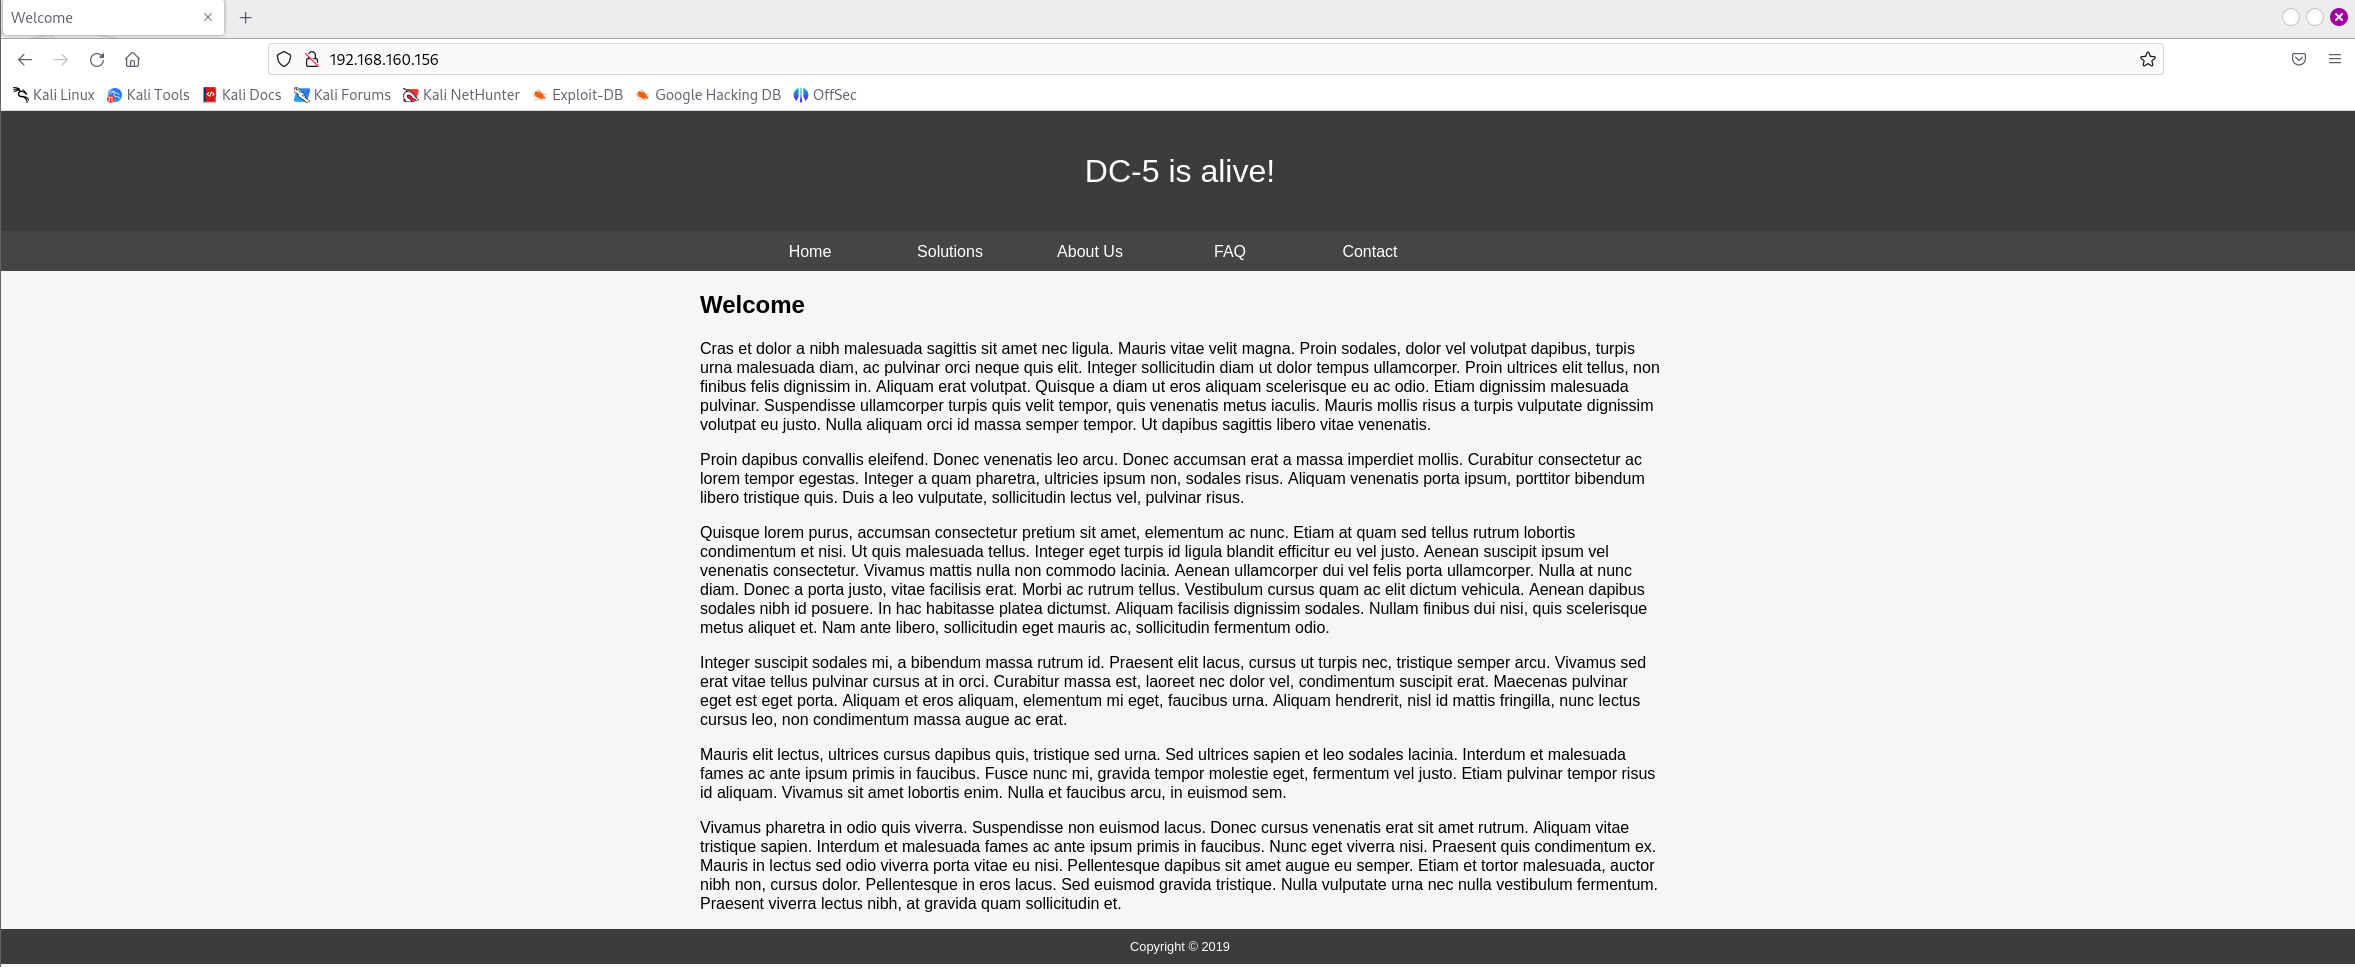 Welcome
192.168.160.156
Kali Linux Kali Tools Kali Docs Kali Forums Kali NetHunter Exploit-DB Google Hacking DB OffSec
DC-5 is alive!
Home Solutions About Us FAQ Contact
Welcome
Cras et dolor a nibh malesuada sagittis sit amet nec ligula. Mauris vitae velit magna. Proin sodales, dolor vel volutpat dapibus, turpis
urna malesuada diam, ac pulvinar orci neque quis elit. Integer sollicitudin diam ut dolor tempus ullamcorper. Proin ultrices elit tellus, non
finibus felis dignissim in. Aliquam erat volutpat. Quisque a diam ut eros aliquam scelerisque eu ac odio. Etiam dignissim malesuada
pulvinar. Suspendisse ullamcorper turpis quis velit tempor, quis venenatis metus iaculis. Mauris mollis risus a turpis vulputate dignissim
volutpat eu justo. Nulla aliquam orci id massa semper tempor. Ut dapibus sagittis libero vitae venenatis.
Proin dapibus convallis eleifend. Donec venenatis leo arcu. Donec accumsan erat a massa imperdiet mollis. Curabitur consectetur ac
lorem tempor egestas. Integer a quam pharetra, ultricies ipsum non, sodales risus. Aliquam venenatis porta ipsum, porttitor bibendum
libero tristique quis. Duis a leo vulputate, sollicitudin lectus vel, pulvinar risus.
Quisque lorem purus, accumsan consectetur pretium sit amet, elementum ac nunc. Etiam at quam sed tellus rutrum lobortis
condimentum et nisi. Ut quis malesuada tellus. Integer eget turpis id ligula blandit efficitur eu vel justo. Aenean suscipit ipsum vel
venenatis consectetur. Vivamus mattis nulla non commodo lacinia. Aenean ullamcorper dui vel felis porta ullamcorper. Nulla at nunc
diam. Donec a porta justo, vitae facilisis erat. Morbi ac rutrum tellus. Vestibulum cursus quam ac elit dictum vehicula. Aenean dapibus
sodales nibh id posuere. In hac habitasse platea dictumst. Aliquam facilisis dignissim sodales. Nullam finibus dui nisi, quis scelerisque
metus aliquet et. Nam ante libero, sollicitudin eget mauris ac, sollicitudin fermentum odio.
Integer suscipit sodales mi, a bibendum massa rutrum id. Praesent elit lacus, cursus ut turpis nec, tristique semper arcu. Vivamus sed
erat vitae tellus pulvinar cursus at in orci. Curabitur massa est, laoreet nec dolor vel, condimentum suscipit erat. Maecenas pulvinar
eget est eget porta. Aliquam et eros aliquam, elementum mi eget, faucibus urna. Aliquam hendrerit, nisl id mattis fringilla, nunc lectus
cursus leo, non condimentum massa augue ac erat.
Mauris elit lectus, ultrices cursus dapibus quis, tristique sed urna. Sed ultrices sapien et leo sodales lacinia. Interdum et malesuada
fames ac ante ipsum primis in faucibus. Fusce nunc mi, gravida tempor molestie eget, fermentum vel justo. Etiam pulvinar tempor risus
id aliquam. Vivamus sit amet lobortis enim. Nulla et faucibus arcu, in euismod sem.
Vivamus pharetra in odio quis viverra. Suspendisse non euismod lacus. Donec cursus venenatis erat sit amet rutrum. Aliquam vitae
tristique sapien. Interdum et malesuada fames ac ante ipsum primis in faucibus. Nunc eget viverra nisi. Praesent quis condimentum ex.
Mauris in lectus sed odio viverra porta vitae eu nisi. Pellentesque dapibus sit amet augue eu semper. Etiam et tortor malesuada, auctor
nibh non, cursus dolor. Pellentesque in eros lacus. Sed euismod gravida tristique. Nulla vulputate urna nec nulla vestibulum fermentum.
Praesent viverra lectus nibh, at gravida quam sollicitudin et.
Copyright © 2019